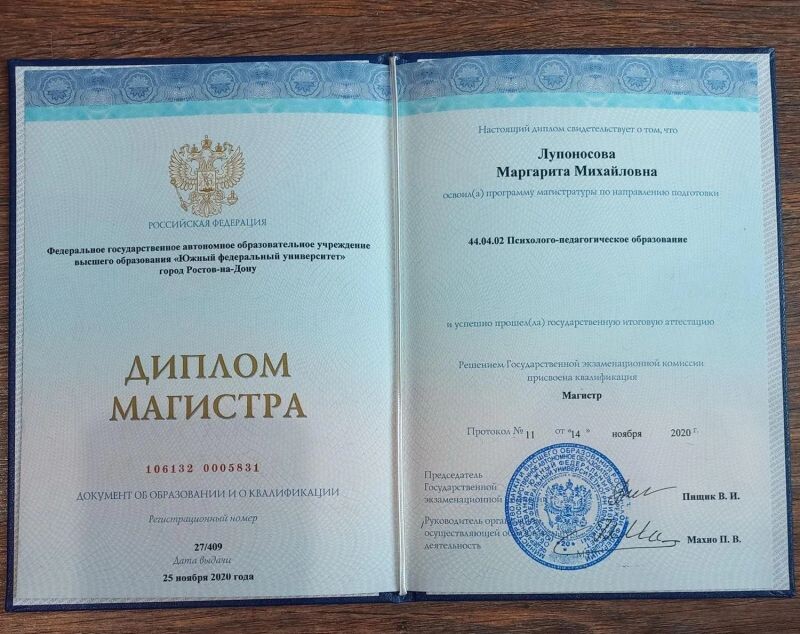 РОССИЙСКАЯ ФЕДЕРАЦИЯ
Федеральное государственное автономное образовательное учреждение
высшего образования «Южный федеральный университет»
город Ростов-на-Дону
ДИПЛОМ
МАГИСТРА
106132 0005831
ДОКУМЕНТ ОБ ОБРАЗОВАНИИ И О КВАЛИФИКАЦИИ
Регистрационный номер
27/409
Дата выдачи
25 ноября 2020 года
Настоящий диплом свидетельствует о том, что
Лупоносова
Маргарита Михайловна
освоил(а) программу магистратуры по направлению подготовки
44.04.02 Психолого-педагогическое образование
и успешно прошел(ла) государственную итоговую аттестацию
Решением Государственной экзаменационной комиссии
присвоена квалификация
Магистр
Протокол № 11 от "14" ноября 2020 г.
Председатель
Государственной
экзаменационной
Пищик В. И.
Руководитель
осуществляющей
деятельность
Махно П. В.